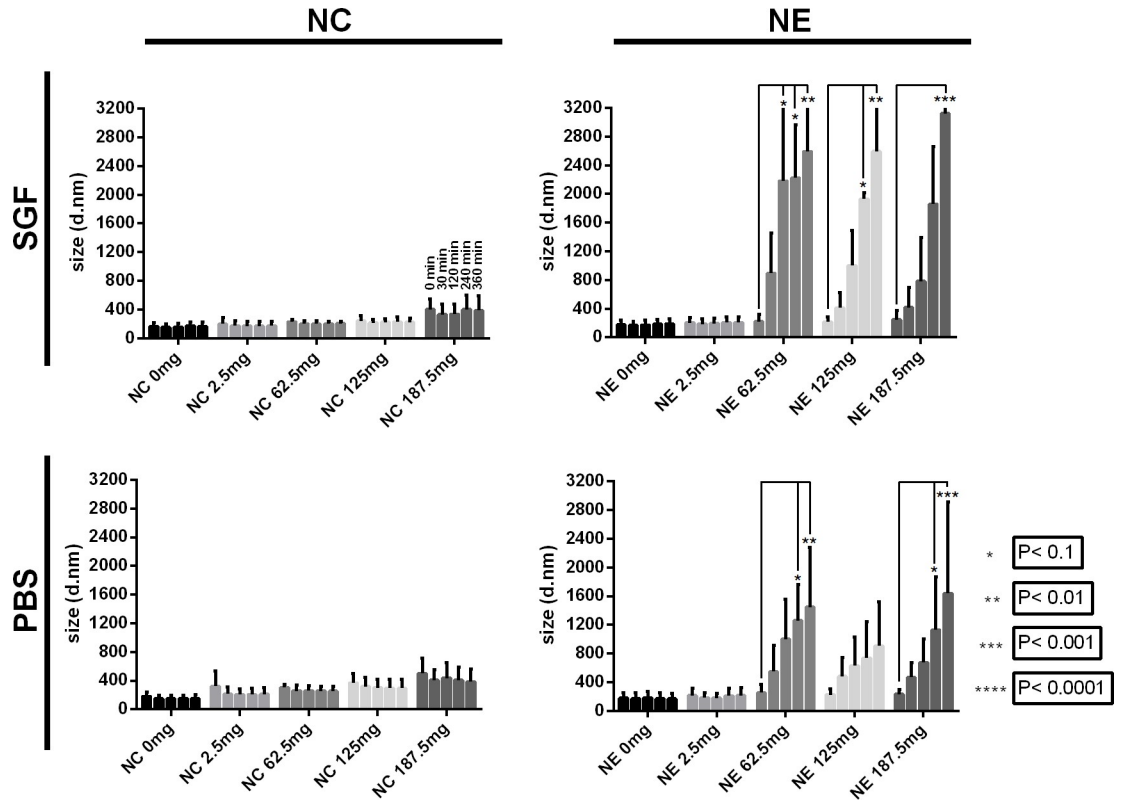 NC
NE
SGF
size (d.nm)
3200
2800
2400
2000
1600
1200
800
400
0
0 min
30 min
120 min
240 min
360 min
NC 0mg
NC 2.5mg
NC 62.5mg
NC 125mg
NC 187.5mg
size (d.nm)
3200
2800
2400
2000
1600
1200
800
400
0
*
*
**
*
**
***
NE 0mg
NE 2.5mg
NE 62.5mg
NE 125mg
NE 187.5mg
PBS
size (d.nm)
3200
2800
2400
2000
1600
1200
800
400
0
NC 0mg
NC 2.5mg
NC 62.5mg
NC 125mg
NC 187.5mg
size (d.nm)
3200
2800
2400
2000
1600
1200
800
400
0
*
**
*
***
NE 0mg
NE 2.5mg
NE 62.5mg
NE 125mg
NE 187.5mg
* P< 0.1
** P< 0.01
*** P< 0.001
**** P< 0.0001